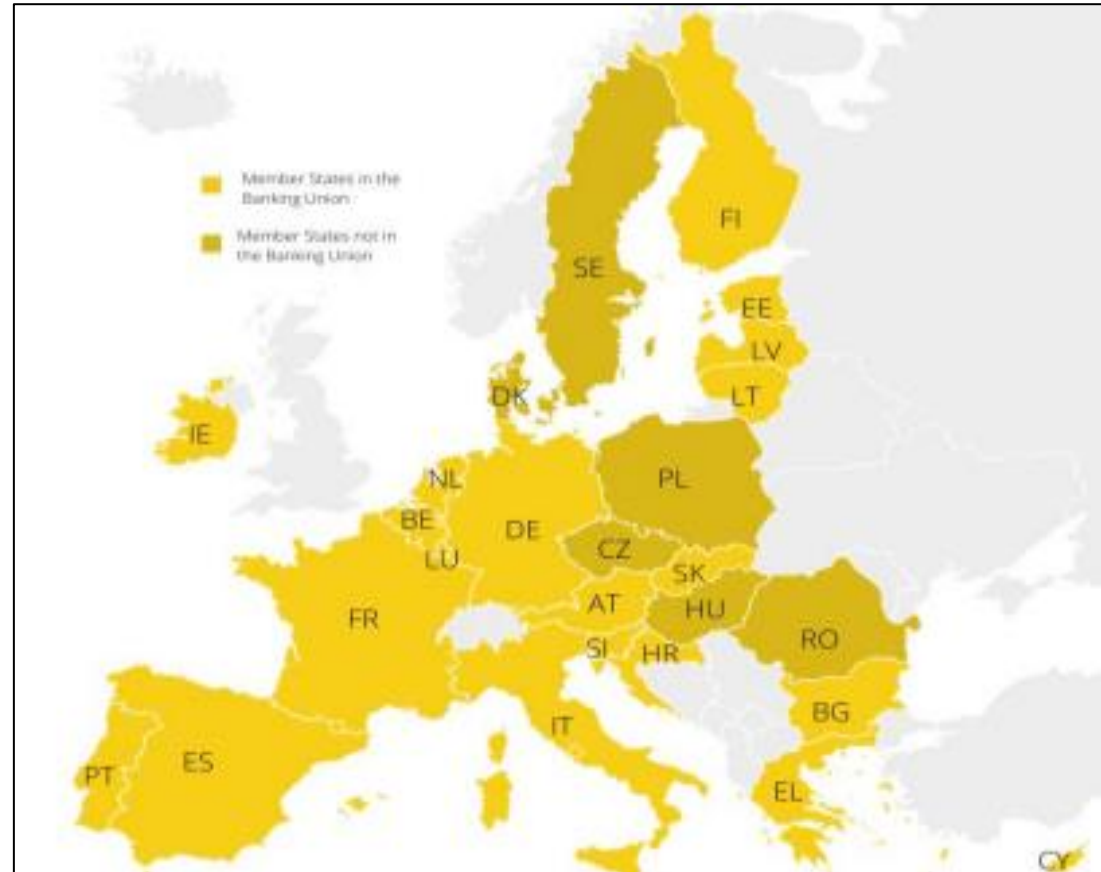 Member States in the
Banking Union
Member States not in
the Banking Union
FI
SE
EE
LV
LT
DK
IE
NL
PL
BE
DE
LU
CZ
SK
AT
HU
FR
SI
HR
RO
BG
IT
ES
PT
EL
CY